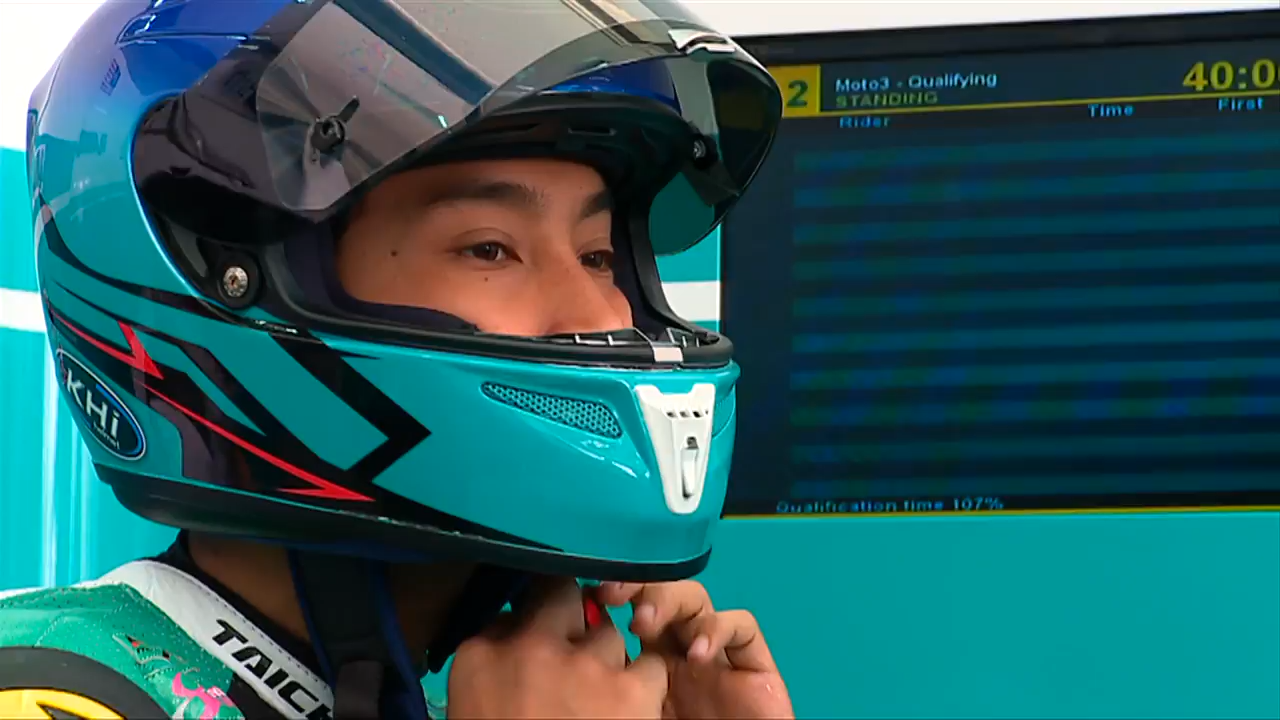 2
Moto3 - Qualifying
40:0
STANDING
Rider
Time
First
KHi
Qualification time 107%
TAICH